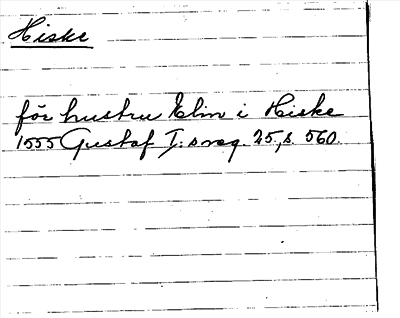 Hiske
för hustru Elin i Hiske
1555 Gustaf I:s reg. 25, s. 560.